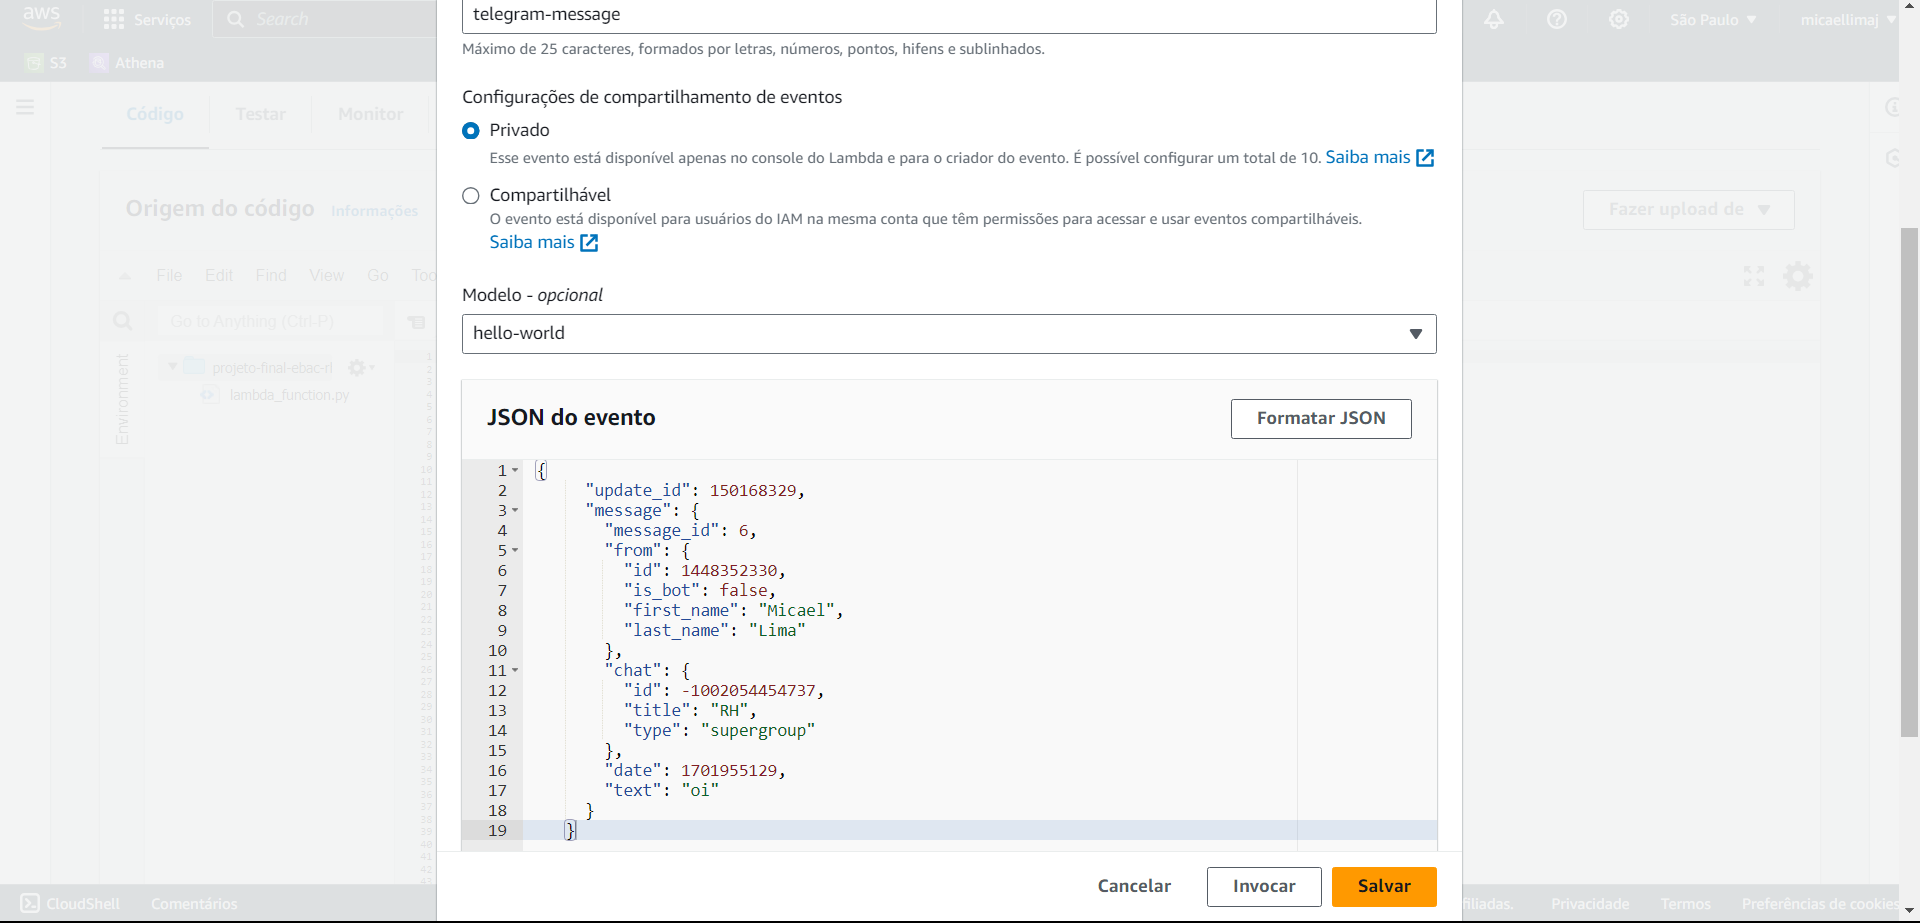 aws
Serviços
Search
São Paulo
micaellimaj
S3
Athena
Código
Testar
Monitor
Origem do código
Informações
Fazer upload de
File
Edit
Find
View
Go
Too
Go to Anything (Ctrl-P)
Environment
projeto-final-ebac-rl
lambda_function.py
telegram-message
Máximo de 25 caracteres, formados por letras, números, pontos, hifens e sublinhados.
Configurações de compartilhamento de eventos
Privado
Esse evento está disponível apenas no console do Lambda e para o criador do evento. É possível configurar um total de 10. Saiba mais
Compartilhável
O evento está disponível para usuários do IAM na mesma conta que têm permissões para acessar e usar eventos compartilháveis.
Saiba mais
Modelo - opcional
hello-world
JSON do evento
Formatar JSON
1 {
2 "update_id": 150168329,
3 "message": {
4 "message_id": 6,
5 "from": {
6 "id": 1448352330,
7 "is_bot": false,
8 "first_name": "Micael",
9 "last_name": "Lima"
10 },
11 "chat": {
12 "id": -1002054454737,
13 "title": "RH",
14 "type": "supergroup"
15 },
16 "date": 1701955129,
17 "text": "oi"
18 }
19 }
Cancelar
Invocar
Salvar
CloudShell
Comentários
filiadas.
Privacidade
Termos
Preferências de cookies